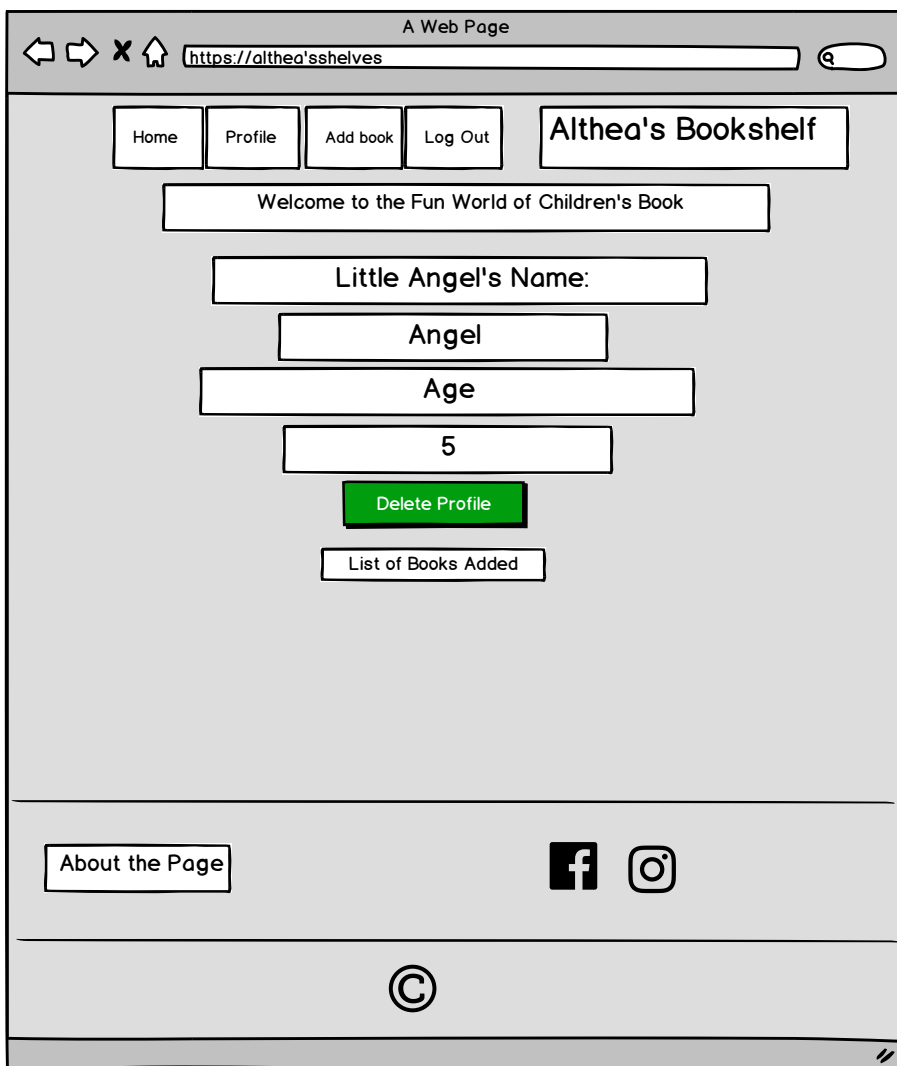 A Web Page
https://althea'sshelves
Home
Profile
Add book
Log Out
Althea's Bookshelf
Welcome to the Fun World of Children's Book
Little Angel's Name:
Angel
Age
5
Delete Profile
List of Books Added
About the Page
©